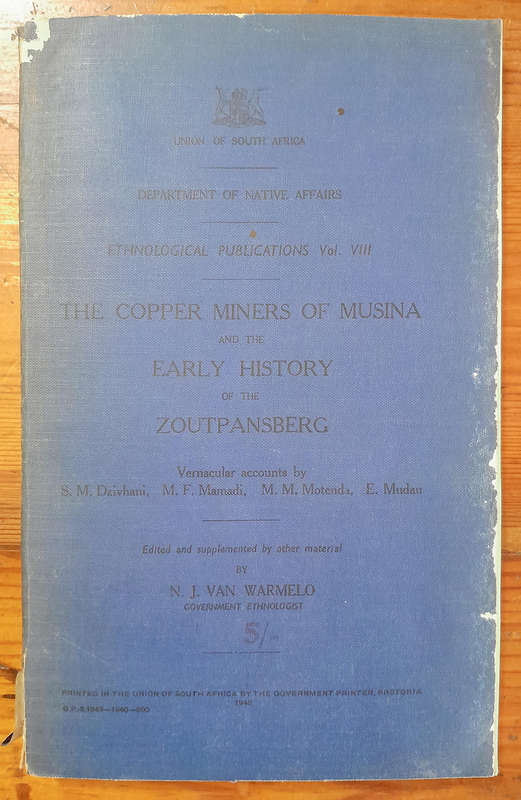 UNION OF SOUTH AFRICA
DEPARTMENT OF NATIVE AFFAIRS
ETHNOLOGICAL PUBLICATIONS Vol. VIII
THE COPPER MINERS OF MUSINA
AND THE
EARLY HISTORY
OF THE
ZOUTPANSBERG
Vernacular accounts by
S. M. Dzivhani, M. F. Mamadi, M. M. Motenda, E. Mudau
Edited and supplemented by other material
BY
N. J. VAN WARMELO
GOVERNMENT ETHNOLOGIST
5/-
PRINTED IN THE UNION OF SOUTH AFRICA BY THE GOVERNMENT PRINTER, PRETORIA
1940